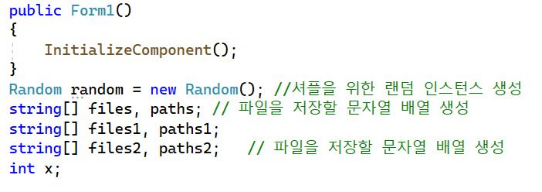 public Form1()
{
    InitializeComponent();
}
Random random = new Random(); //셔플을 위한 랜덤 인스턴스 생성
string[] files, paths; // 파일을 저장할 문자열 배열 생성
string[] files1, paths1;
string[] files2, paths2;   // 파일을 저장할 문자열 배열 생성
int x;